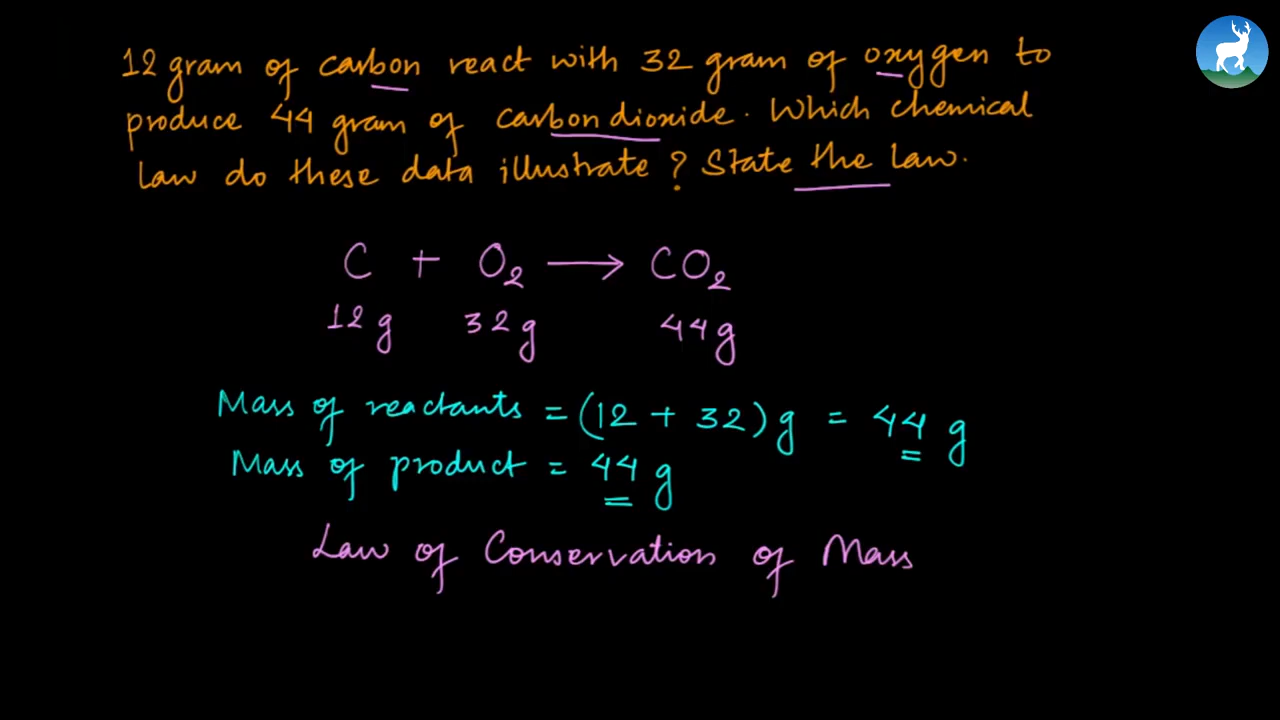 12 gram of carbon react with 32 gram of oxygen to
produce 44 gram of carbon dioxide. Which chemical
law do these data illustrate? State the law.
C + O₂ ⟶ CO₂
12 g 32 g 44 g
Mass of reactants = (12 + 32) g = 44 g
Mass of product = 44 g
Law of Conservation of Mass